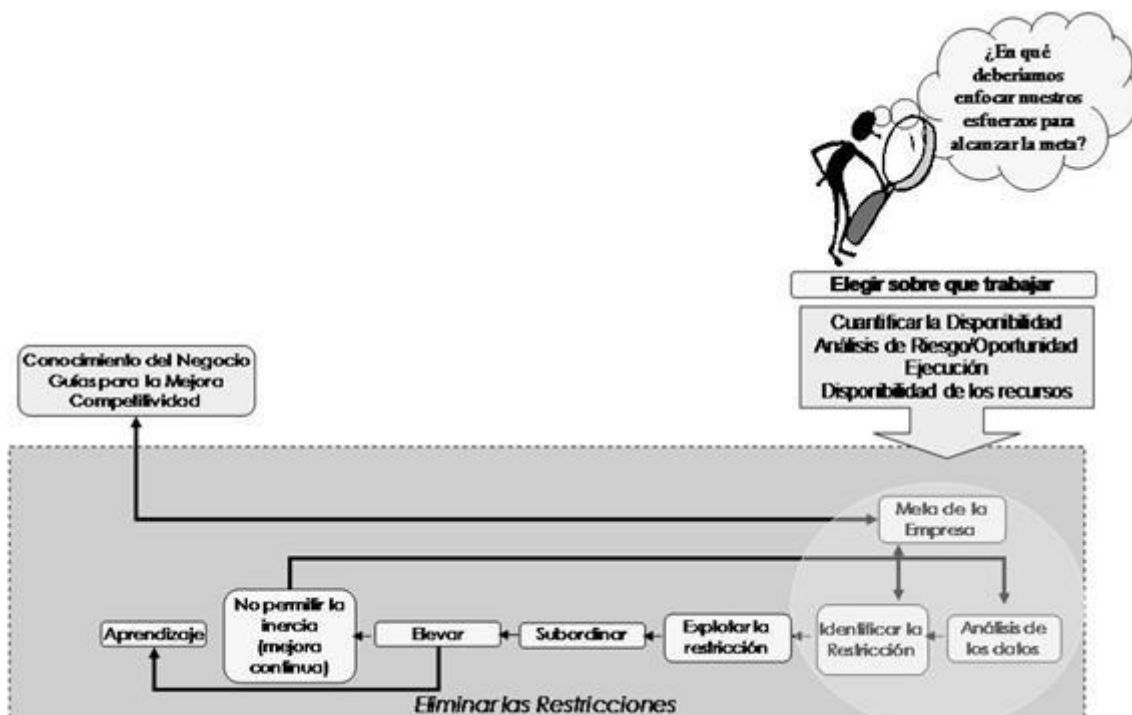 ¿En qué
deberíamos
enfocar nuestros
esfuerzos para
alcanzar la meta?
Elegir sobre que trabajar
Cuantificar la Disponibilidad
Análisis de Riesgo/Oportunidad
Ejecución
Disponibilidad de los recursos
Conocimiento del Negocio
Guías para la Mejora
Competitividad
Meta de la
Empresa
No permitir la
inercia
(mejora
continua)
Aprendizaje
Elevar
Subordinar
Explotar la
restricción
Identificar la
Restricción
Análisis de
los datos
Eliminar las Restricciones